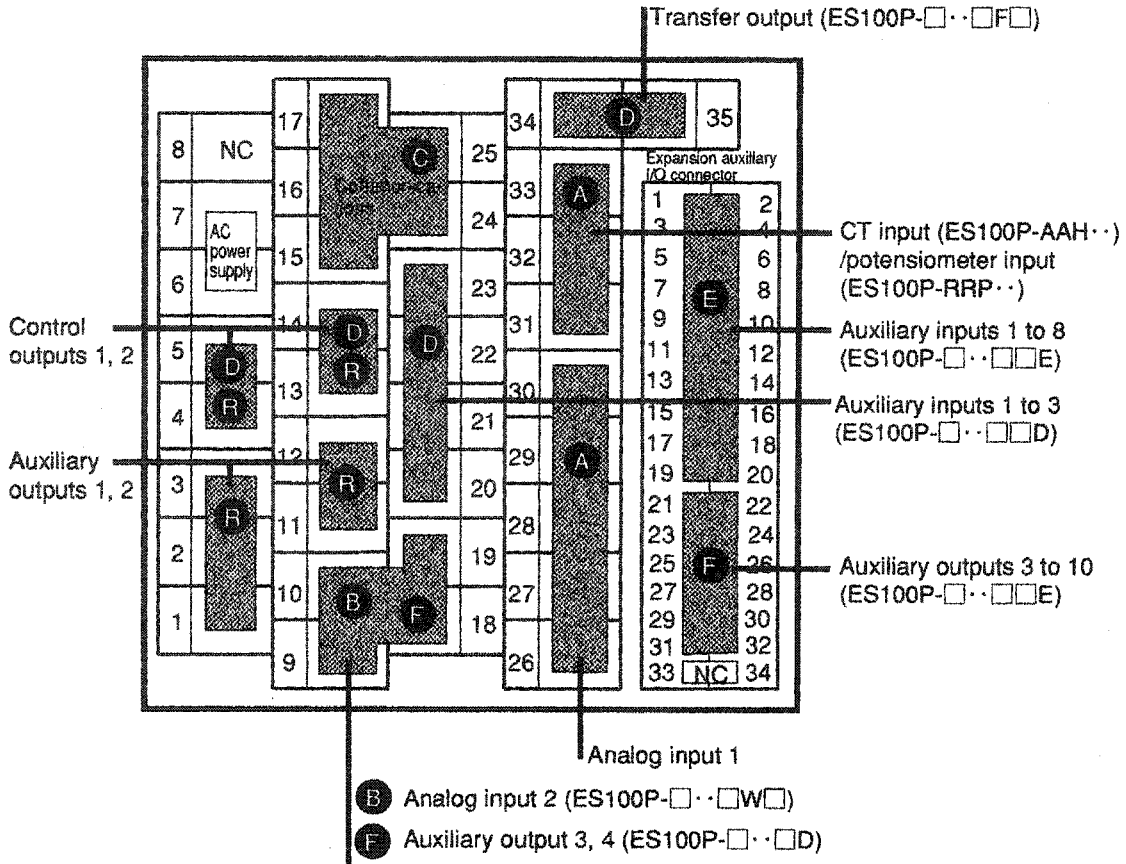 Transfer output (ES100P-□··□F□)
17
34
D
35
8
NC
C
25
Expansion auxiliary
I/O connector
16
33
A
1
2
7
24
3
4
CT input (ES100P-AAH··)
/potensiometer input
(ES100P-RRP··)
AC
power
supply
15
32
5
6
6
23
7
8
E
Control
outputs 1, 2
14
31
9
10
Auxiliary inputs 1 to 8
(ES100P-□··□□E)
5
D
D
D
22
11
12
R
13
30
13
14
4
R
21
15
16
Auxiliary inputs 1 to 3
(ES100P-□··□□D)
Auxiliary
outputs 1, 2
12
29
A
17
18
3
R
20
19
20
R
11
28
21
22
2
19
23
24
10
27
25
26
F
Auxiliary outputs 3 to 10
(ES100P-□··□□E)
B
F
27
28
1
18
29
30
9
26
31
32
33
NC
34
Analog input 1
B Analog input 2 (ES100P-□··□W□)
F Auxiliary output 3, 4 (ES100P-□··□D)